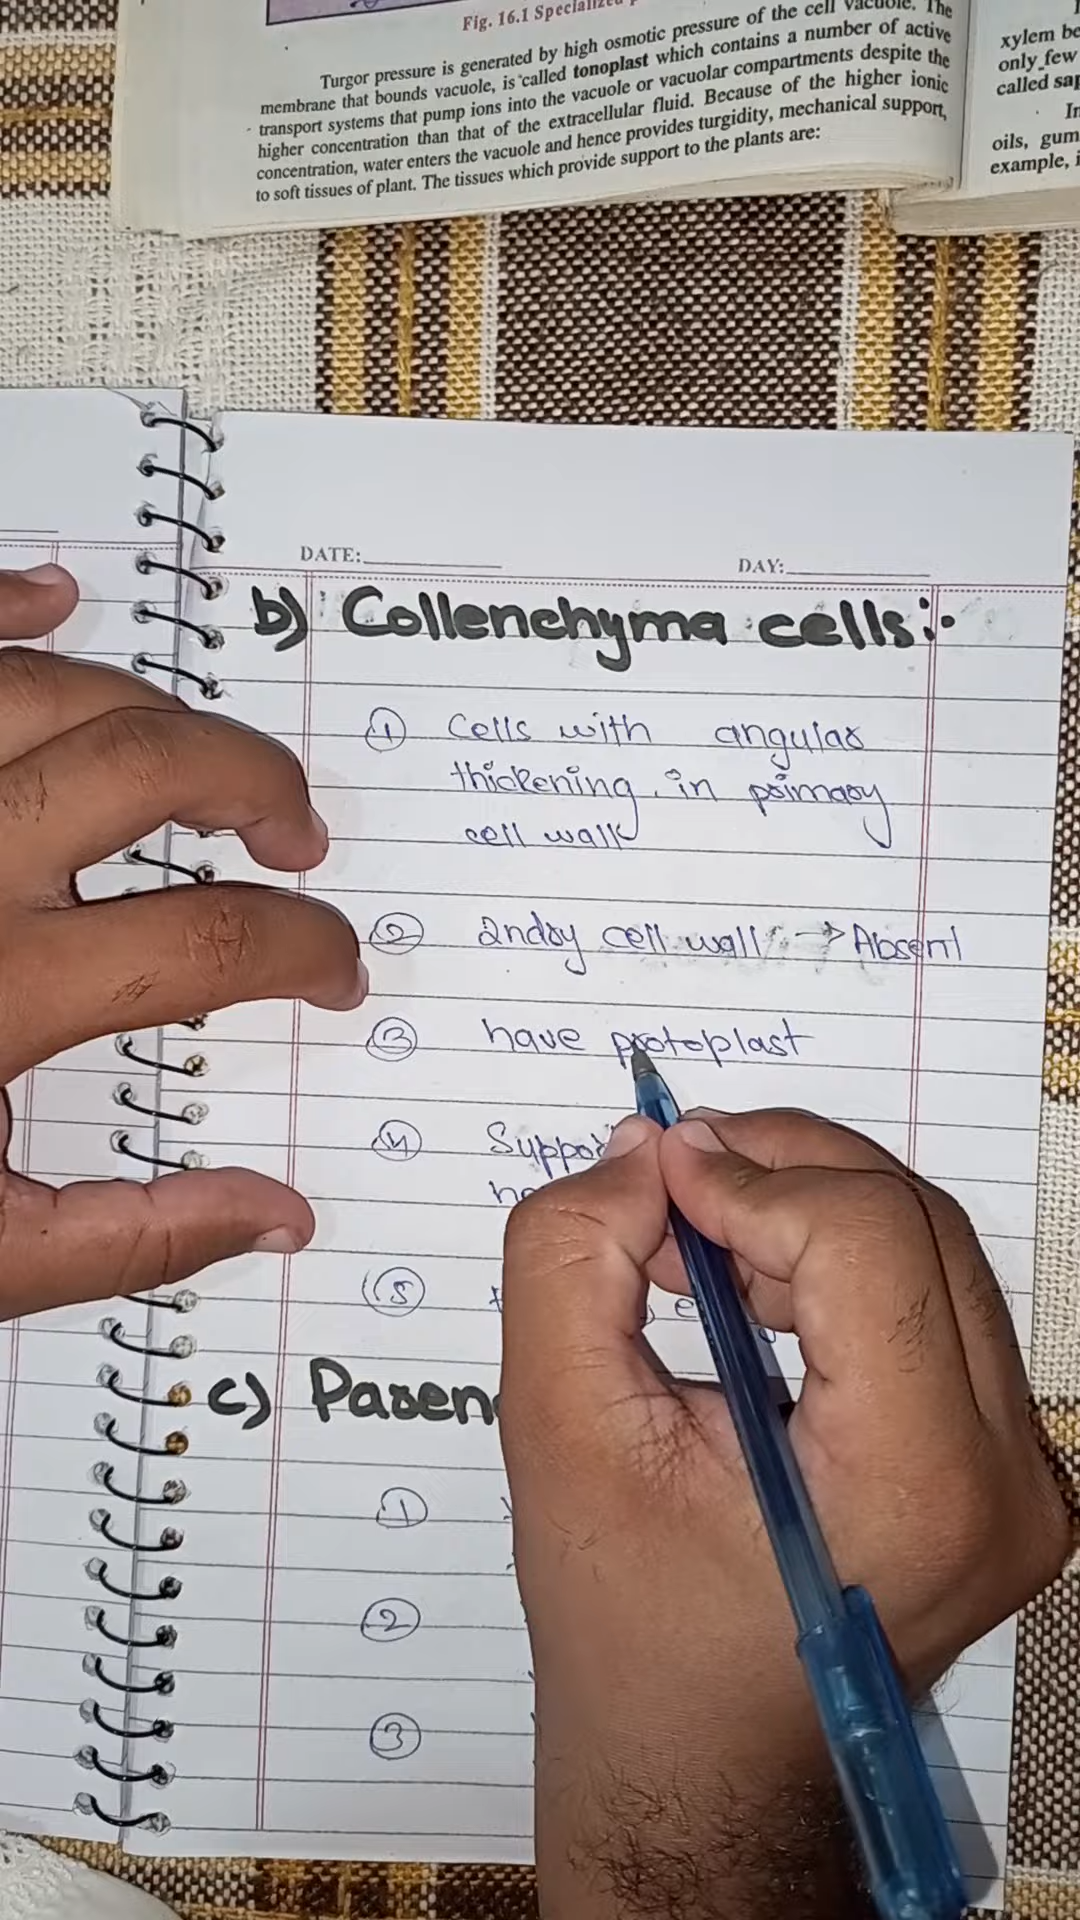 Fig. 16.1 Specialized
Turgor pressure is generated by high osmotic pressure of the cell vacuole. The
membrane that bounds vacuole, is called tonoplast which contains a number of active
transport systems that pump ions into the vacuole or vacuolar compartments despite the
higher concentration than that of the extracellular fluid. Because of the higher ionic
concentration, water enters the vacuole and hence provides turgidity, mechanical support,
to soft tissues of plant. The tissues which provide support to the plants are:
xylem be
only few
called sap
In
oils, gum
example, i
DATE:
DAY:
b) Collenchyma cells:
① Cells with angular
thickening in primary
cell wall
② 2ndry cell wall → Absent
③ have protoplast
④ Suppor
⑤
c) Paren
①
②
③